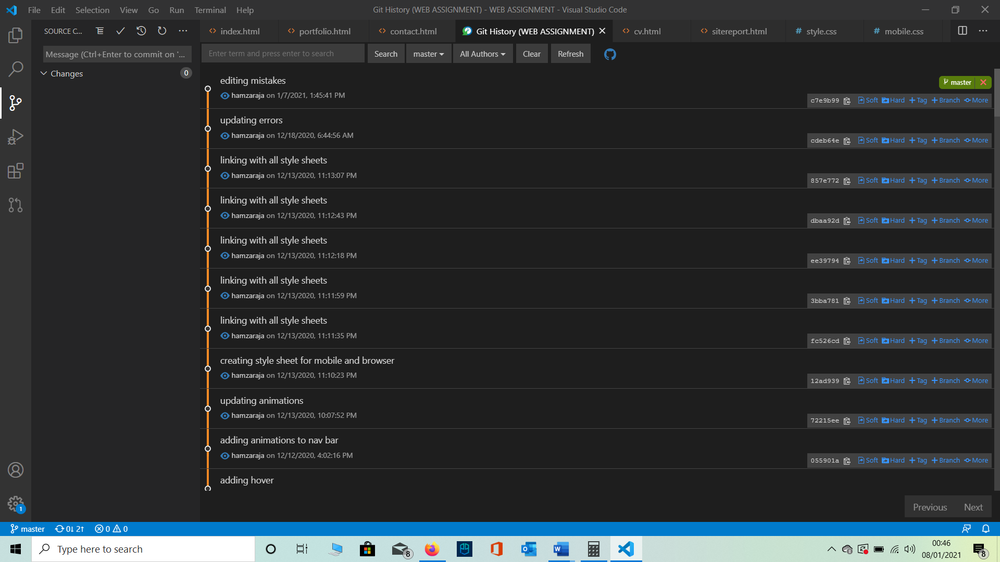 File Edit Selection View Go Run Terminal Help
Git History (WEB ASSIGNMENT) - WEB ASSIGNMENT - Visual Studio Code
SOURCE C...
index.html portfolio.html contact.html Git History (WEB ASSIGNMENT) cv.html sitereport.html style.css mobile.css
Message (Ctrl+Enter to commit on '...
Enter term and press enter to search Search master All Authors Clear Refresh
Changes 0
editing mistakes
master
hamzaraja on 1/7/2021, 1:45:41 PM
c7e9b99 Soft Hard Tag Branch More
updating errors
hamzaraja on 12/18/2020, 6:44:56 AM
cdeb64e Soft Hard Tag Branch More
linking with all style sheets
hamzaraja on 12/13/2020, 11:13:07 PM
857e772 Soft Hard Tag Branch More
linking with all style sheets
hamzaraja on 12/13/2020, 11:12:43 PM
dbaa92d Soft Hard Tag Branch More
linking with all style sheets
hamzaraja on 12/13/2020, 11:12:18 PM
ee39794 Soft Hard Tag Branch More
linking with all style sheets
hamzaraja on 12/13/2020, 11:11:59 PM
3bba781 Soft Hard Tag Branch More
linking with all style sheets
hamzaraja on 12/13/2020, 11:11:35 PM
fc526cd Soft Hard Tag Branch More
creating style sheet for mobile and browser
hamzaraja on 12/13/2020, 11:10:23 PM
12ad939 Soft Hard Tag Branch More
updating animations
hamzaraja on 12/13/2020, 10:07:52 PM
72215ee Soft Hard Tag Branch More
adding animations to nav bar
hamzaraja on 12/12/2020, 4:02:16 PM
055901a Soft Hard Tag Branch More
adding hover
Previous Next
1
master 0↓ 2↑ 0 0
Type here to search
8
00:46
08/01/2021
8